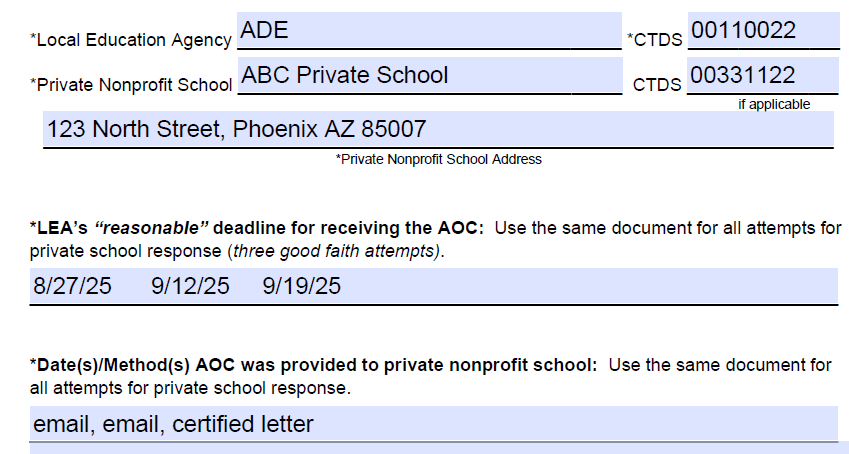 *Local Education Agency ADE *CTDS 00110022
*Private Nonprofit School ABC Private School CTDS 00331122
if applicable
123 North Street, Phoenix AZ 85007
*Private Nonprofit School Address
*LEA’s “reasonable” deadline for receiving the AOC: Use the same document for all attempts for
private school response (three good faith attempts).
8/27/25 9/12/25 9/19/25
*Date(s)/Method(s) AOC was provided to private nonprofit school: Use the same document for
all attempts for private school response.
email, email, certified letter